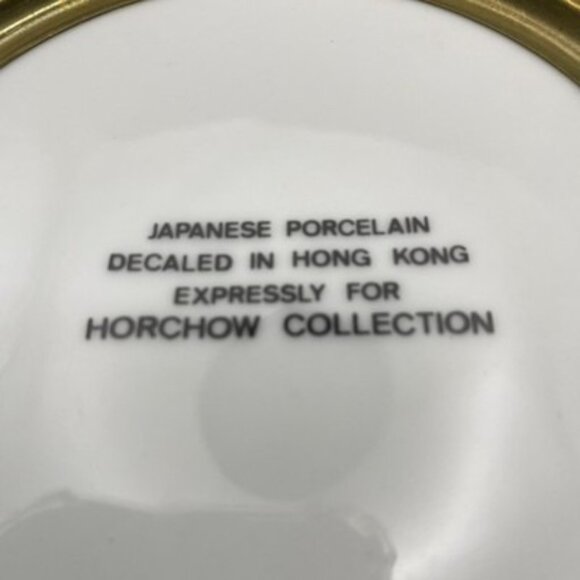 JAPANESE PORCELAIN
DECALED IN HONG KONG
EXPRESSLY FOR
HORCHOW COLLECTION